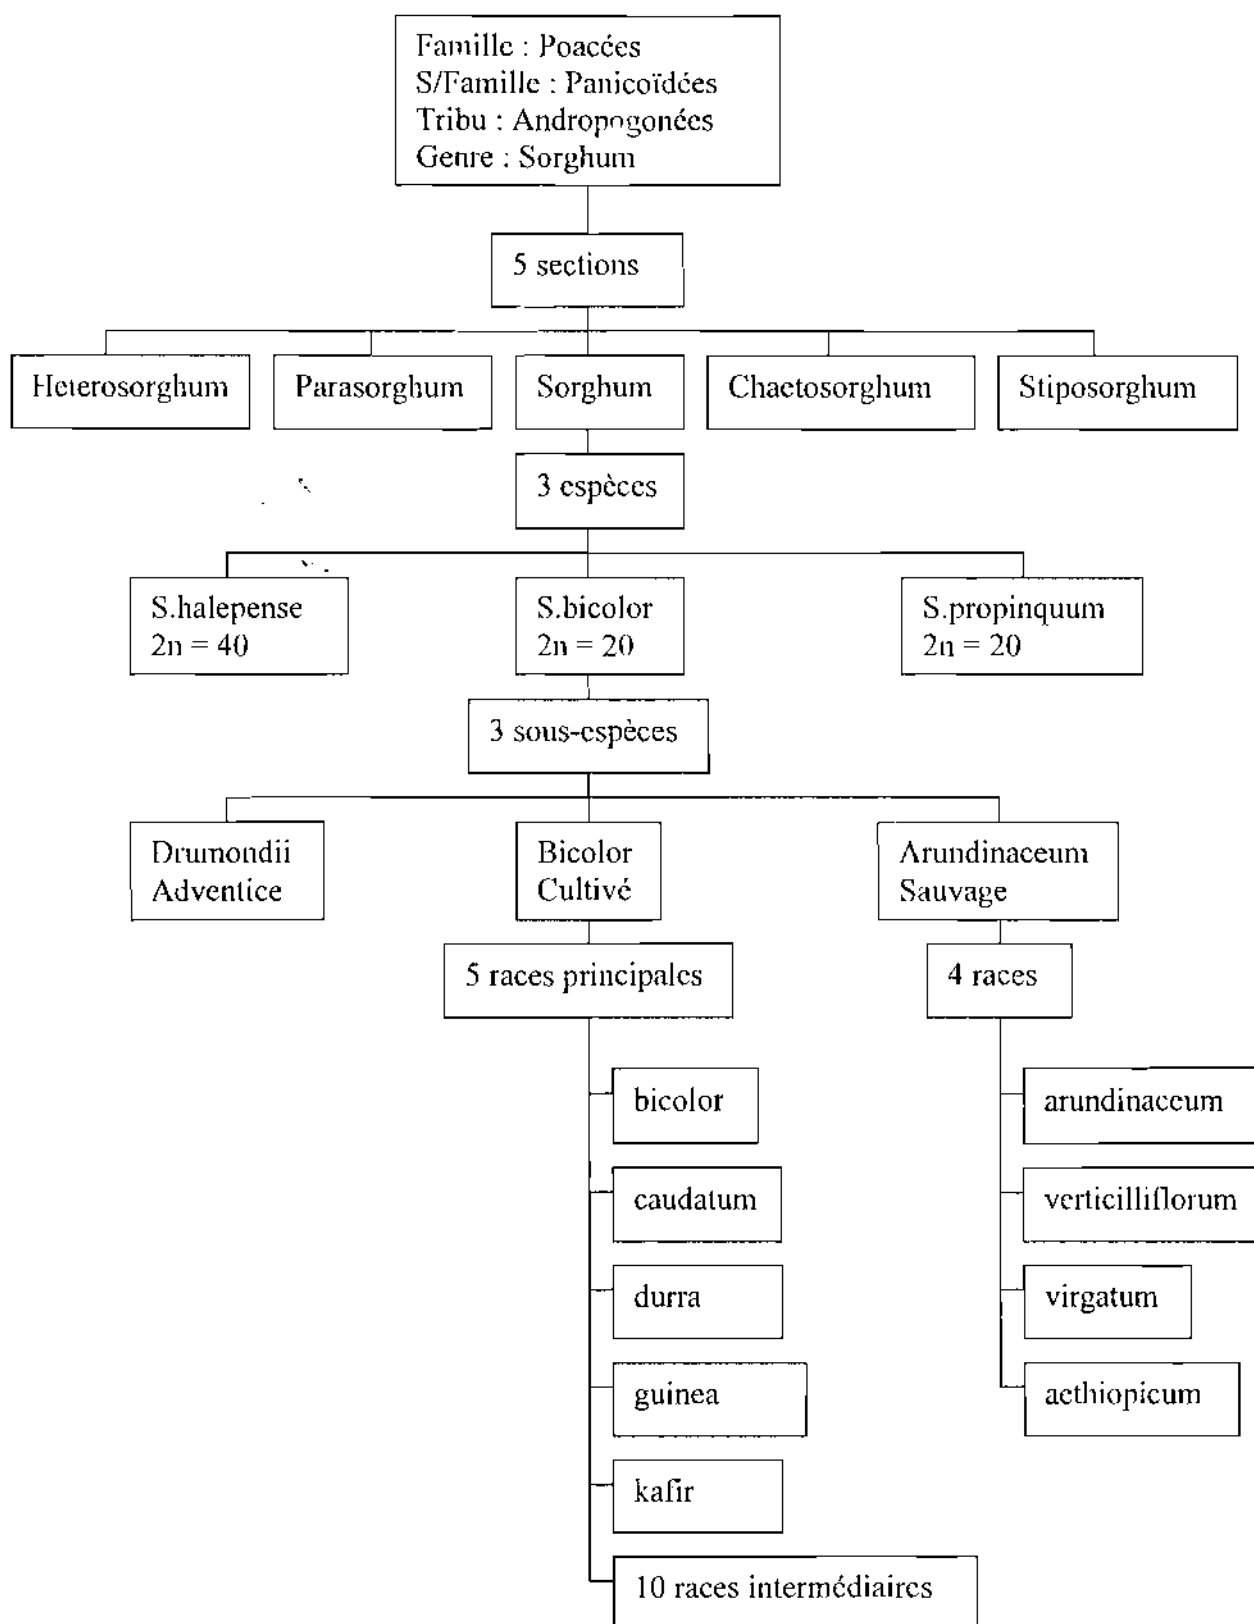 Famille : Poacées
S/Famille : Panicoïdées
Tribu : Andropogonées
Genre : Sorghum
5 sections
Heterosorghum
Parasorghum
Sorghum
Chaetosorghum
Stiposorghum
3 espèces
S.halepense
2n = 40
S.bicolor
2n = 20
S.propinquum
2n = 20
3 sous-espèces
Drumondii
Adventice
Bicolor
Cultivé
Arundinaceum
Sauvage
5 races principales
4 races
bicolor
caudatum
durra
guinea
kafir
10 races intermédiaires
arundinaceum
verticilliflorum
virgatum
aethiopicum